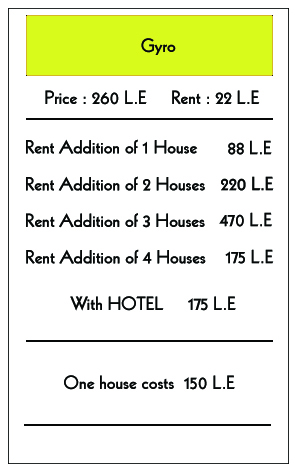 Gyro
Price : 260 L.E Rent : 22 L.E
Rent Addition of 1 House 88 L.E
Rent Addition of 2 Houses 220 L.E
Rent Addition of 3 Houses 470 L.E
Rent Addition of 4 Houses 175 L.E
With HOTEL 175 L.E
One house costs 150 L.E